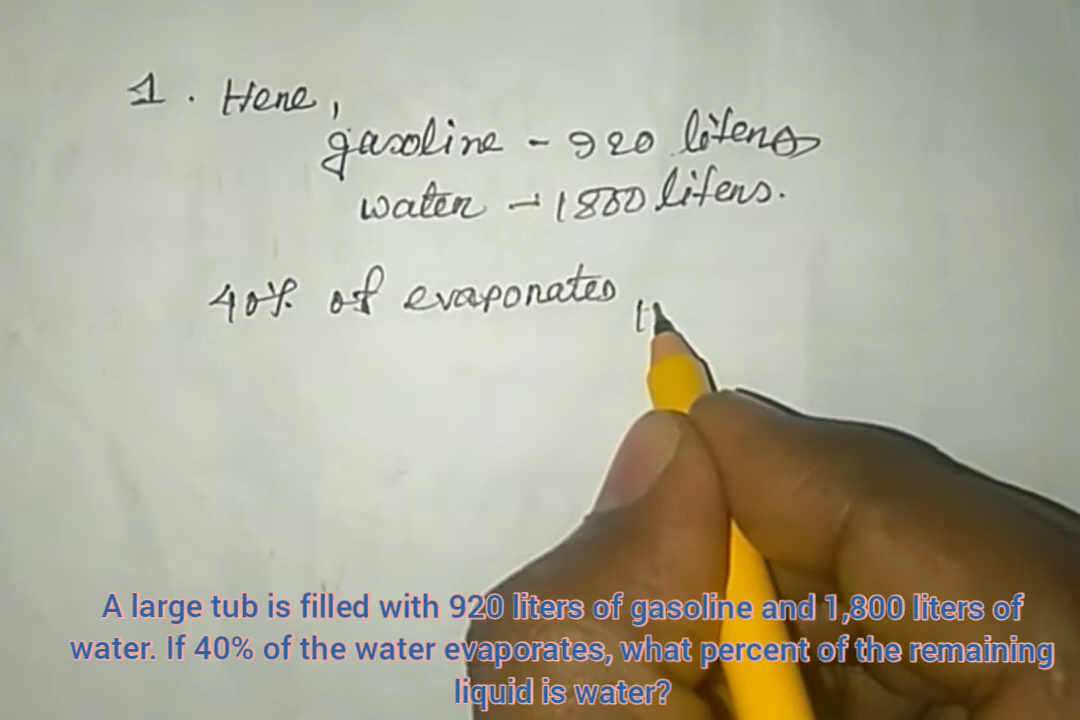 1. Here,
gasoline - 920 liters
water - 1800 liters.
40% of evaporates
A large tub is filled with 920 liters of gasoline and 1,800 liters of
water. If 40% of the water evaporates, what percent of the remaining
liquid is water?